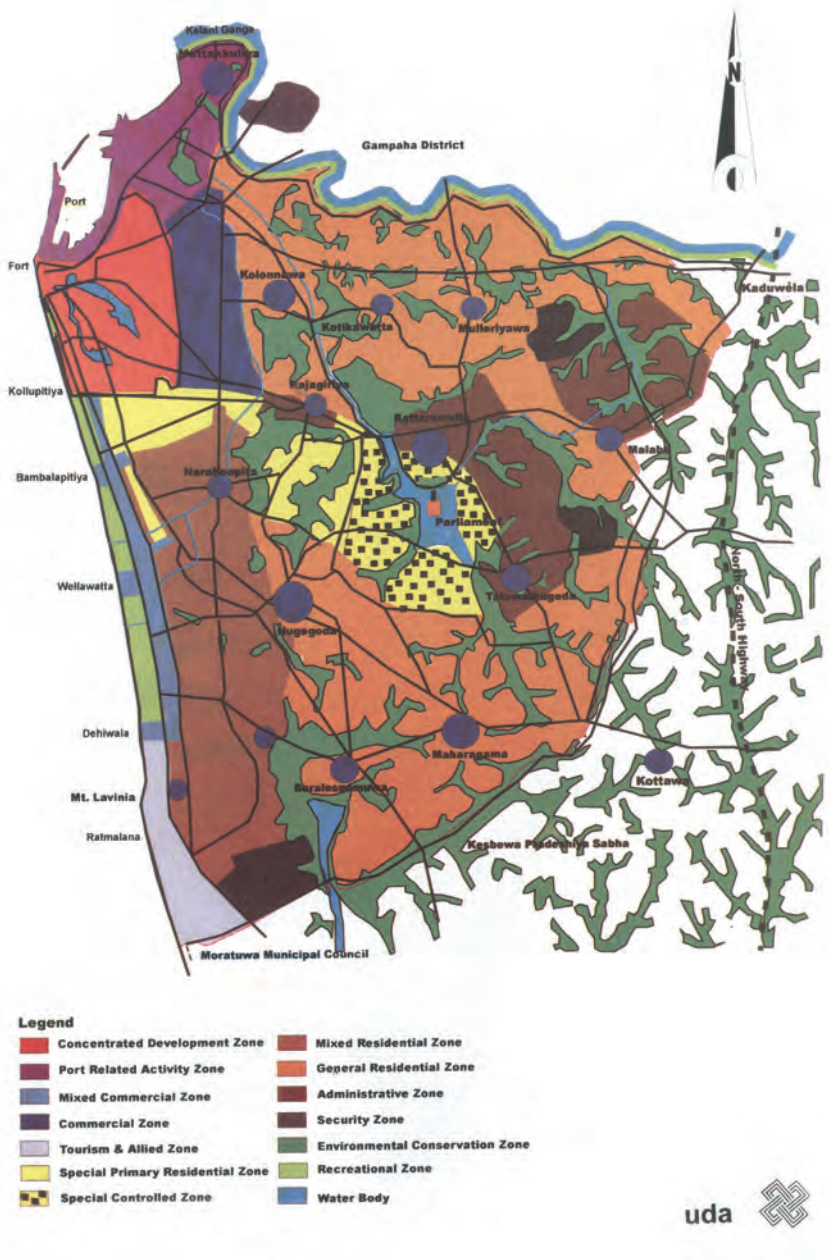 Kelani Ganga
Mattakkuliya
N
Gampaha District
Port
Fort
Kolonnawa
Kaduwela
Kotikawatta
Mulleriyawa
Kollupitiya
Rajagiriya
Battaramulla
Malabe
Bambalapitiya
Narahenpita
Parliament
Wellawatta
Talawathugoda
North - South Highway
Nugegoda
Dehiwala
Maharagama
Mt. Lavinia
Boralesgamuwa
Kottawa
Ratmalana
Kesbewa Pradeshiya Sabha
Moratuwa Municipal Council
Legend
Concentrated Development Zone
Mixed Residential Zone
Port Related Activity Zone
General Residential Zone
Mixed Commercial Zone
Administrative Zone
Commercial Zone
Security Zone
Tourism & Allied Zone
Environmental Conservation Zone
Special Primary Residential Zone
Recreational Zone
Special Controlled Zone
Water Body
uda